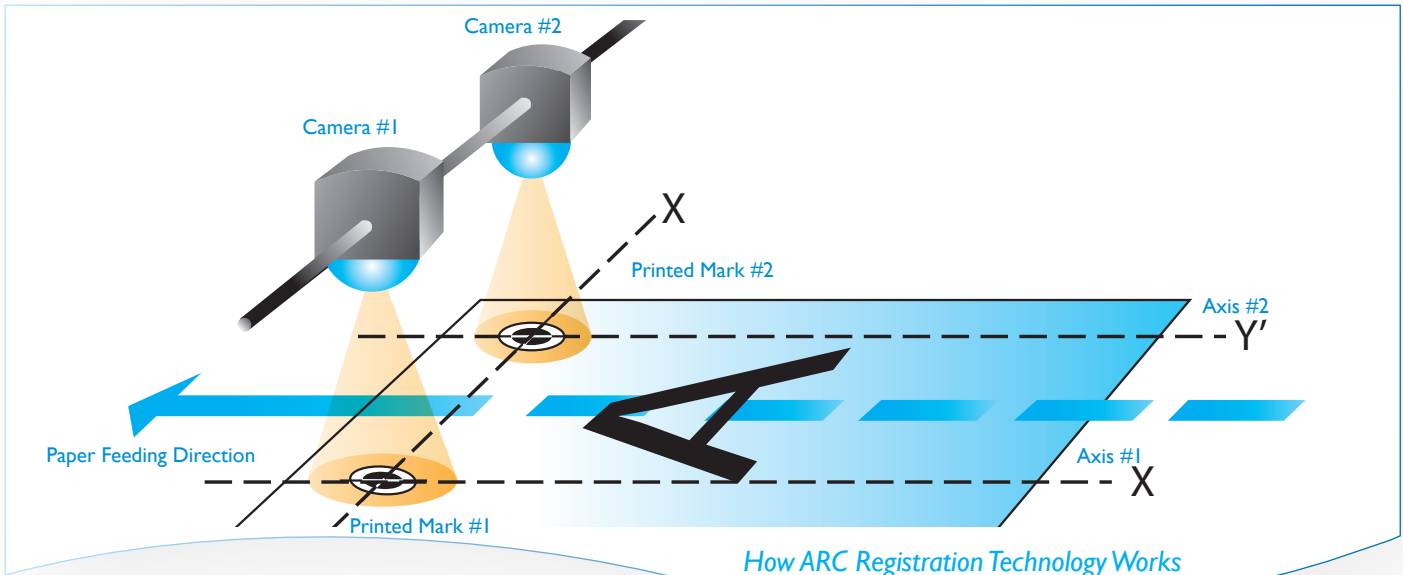 Camera #2
Camera #1
X
Printed Mark #2
Axis #2
Y’
A
Paper Feeding Direction
Axis #1
X
Printed Mark #1
How ARC Registration Technology Works